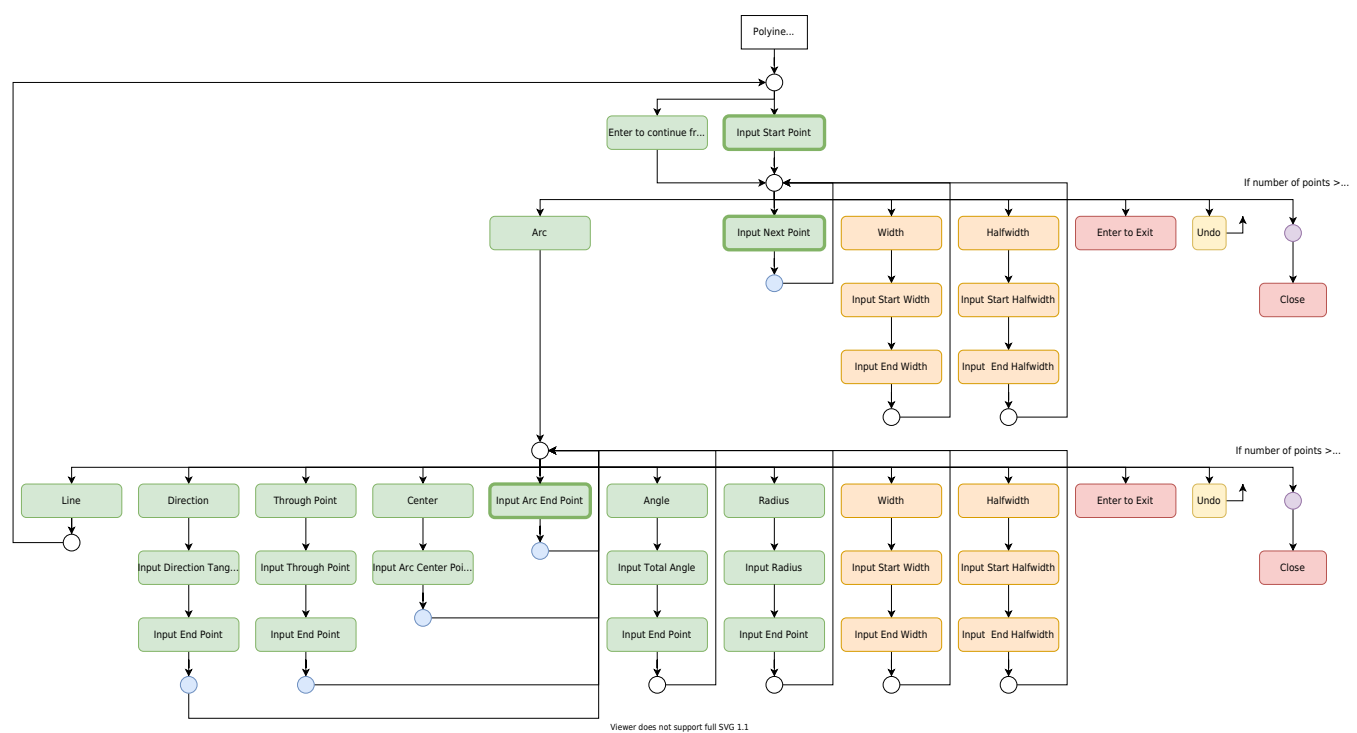 Polyine...
Enter to continue fr...
Input Start Point
If number of points >...
Arc
Input Next Point
Width
Halfwidth
Enter to Exit
Undo
Input Start Width
Input Start Halfwidth
Close
Input End Width
Input  End Halfwidth
If number of points >...
Line
Direction
Through Point
Center
Input Arc End Point
Angle
Radius
Width
Halfwidth
Enter to Exit
Undo
Input Direction Tang...
Input Through Point
Input Arc Center Poi...
Input Total Angle
Input Radius
Input Start Width
Input Start Halfwidth
Close
Input End Point
Input End Point
Input End Point
Input End Point
Input End Width
Input  End Halfwidth
Viewer does not support full SVG 1.1